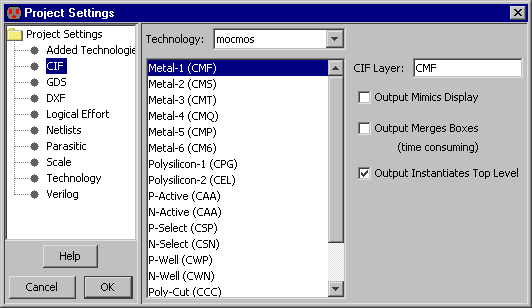 Project Settings
Project Settings
Added Technologie
CIF
GDS
DXF
Logical Effort
Netlists
Parasitic
Scale
Technology
Verilog
Help
Cancel
OK
Technology:
mocmos
Metal-1 (CMF)
Metal-2 (CMS)
Metal-3 (CMT)
Metal-4 (CMQ)
Metal-5 (CMP)
Metal-6 (CM6)
Polysilicon-1 (CPG)
Polysilicon-2 (CEL)
P-Active (CAA)
N-Active (CAA)
P-Select (CSP)
N-Select (CSN)
P-Well (CWP)
N-Well (CWN)
Poly-Cut (CCC)
CIF Layer:
CMF
Output Mimics Display
Output Merges Boxes
(time consuming)
Output Instantiates Top Level